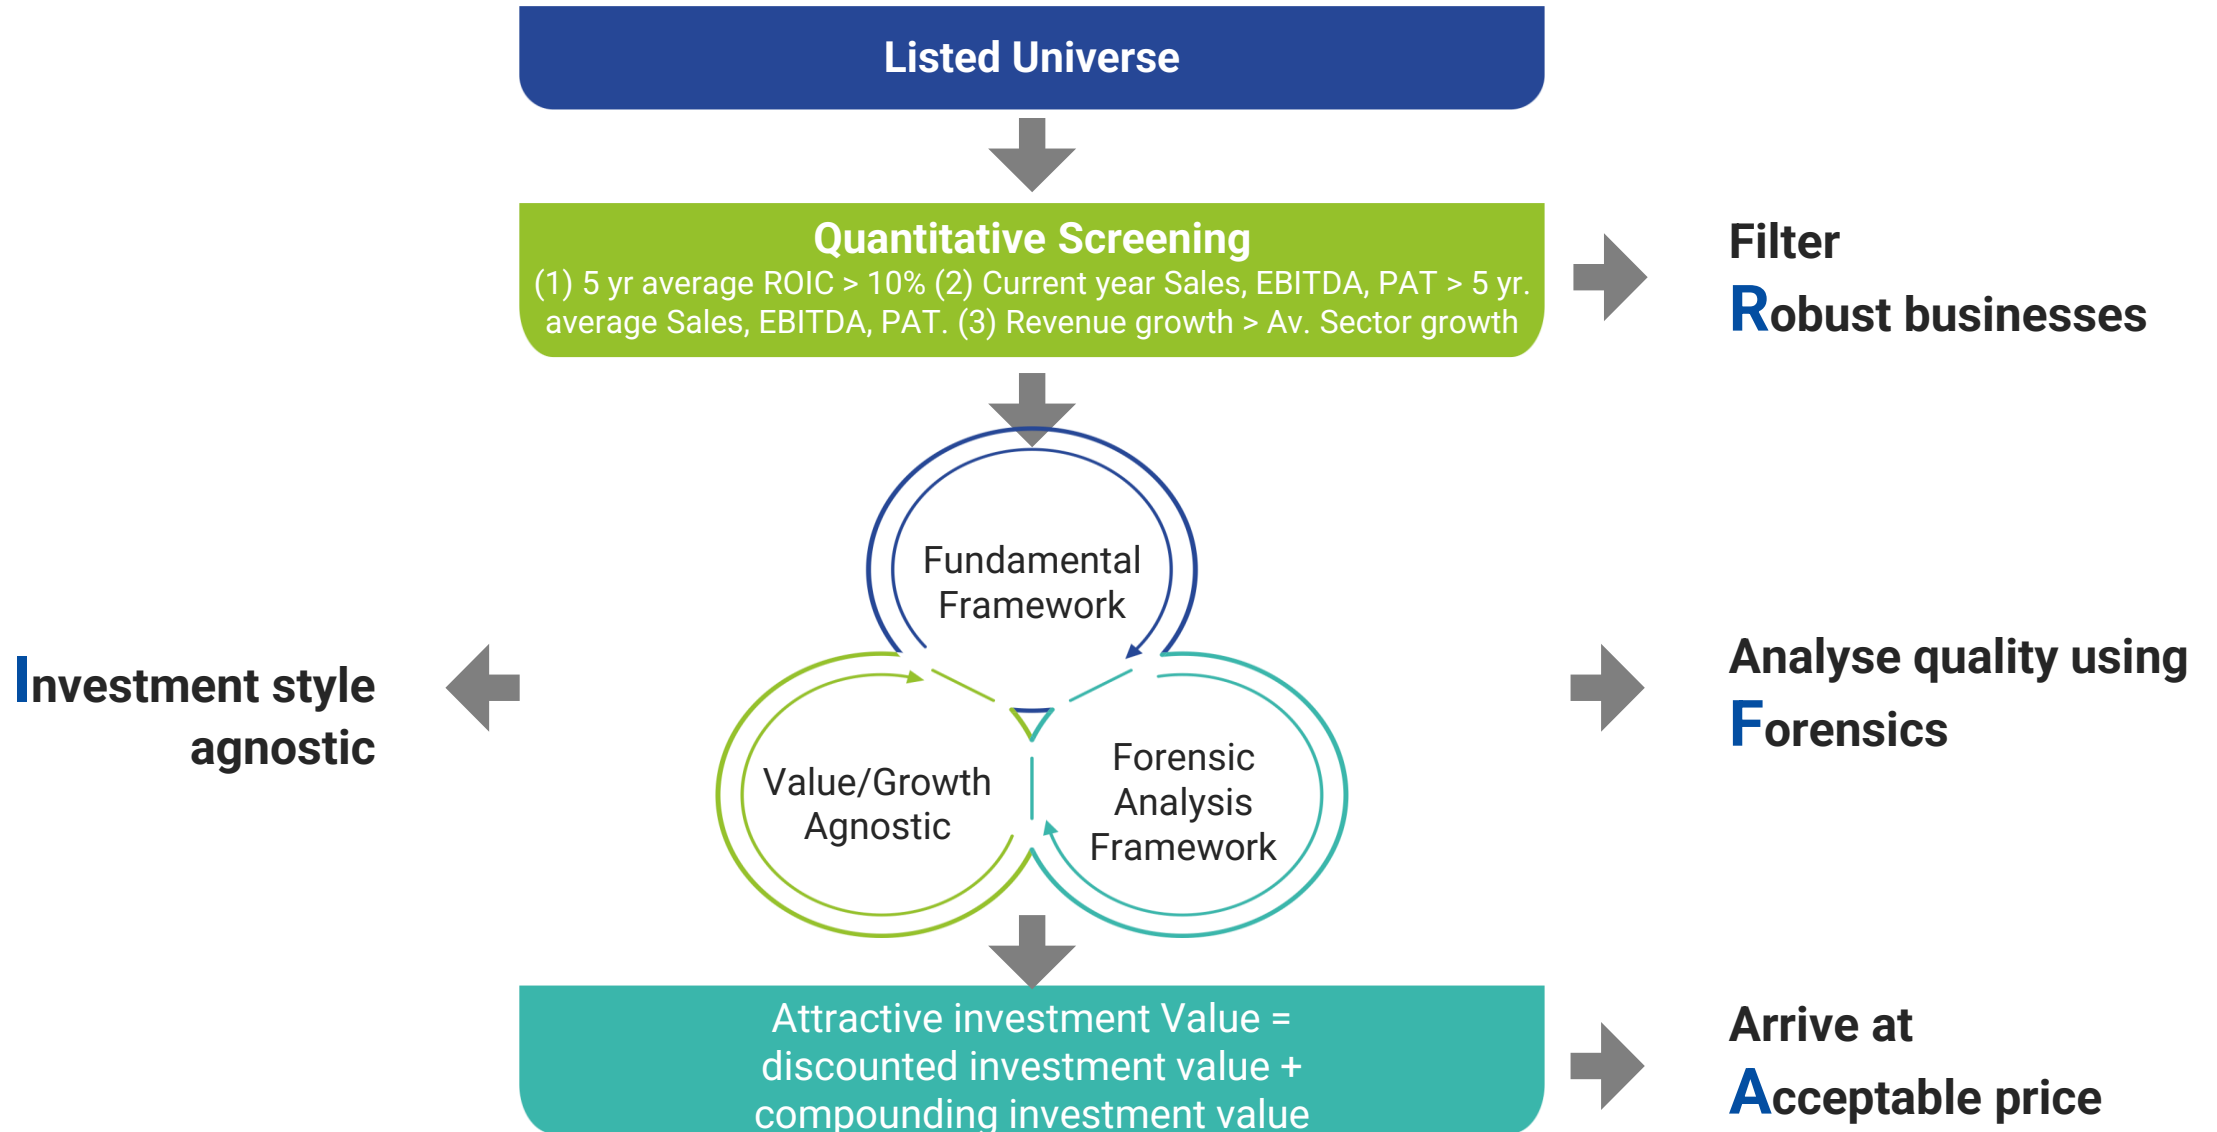 Listed Universe
Quantitative Screening
(1) 5 yr average ROIC > 10% (2) Current year Sales, EBITDA, PAT > 5 yr.
average Sales, EBITDA, PAT. (3) Revenue growth > Av. Sector growth
Filter
Robust businesses
Fundamental
Framework
Investment style
agnostic
Value/Growth
Agnostic
Forensic
Analysis
Framework
Analyse quality using
Forensics
Attractive investment Value =
discounted investment value +
compounding investment value
Arrive at
Acceptable price